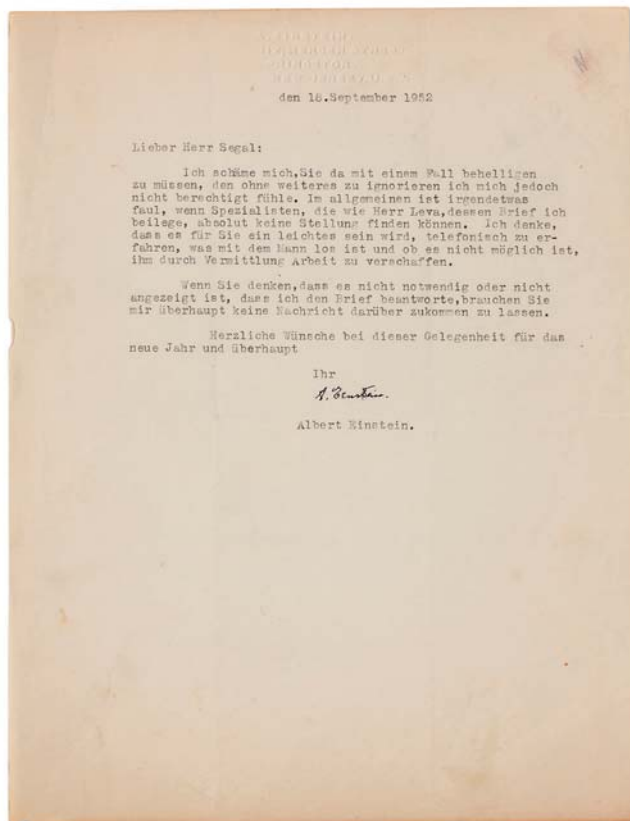 den 18.September 1952
Lieber Herr Segal:
Ich schäme mich,Sie da mit einem Fall behelligen
zu müssen, den ohne weiteres zu ignorieren ich mich jedoch
nicht berechtigt fühle. Im allgemeinen ist irgendetwas
faul, wenn Spezialisten, die wie Herr Leva,dessen Brief ich
beilege, absolut keine Stellung finden können. Ich denke,
dass es für Sie ein leichtes sein wird, telefonisch zu er-
fahren, was mit dem Mann los ist und ob es nicht möglich ist,
ihm durch Vermittlung Arbeit zu verschaffen.
Wenn Sie denken,dass es nicht notwendig oder nicht
angezeigt ist, dass ich den Brief beantworte,brauchen Sie
mir überhaupt keine Nachricht darüber zukommen zu lassen.
Herzliche Wünsche bei dieser Gelegenheit für das
neue Jahr und überhaupt
Ihr
A. Einstein.
Albert Einstein.